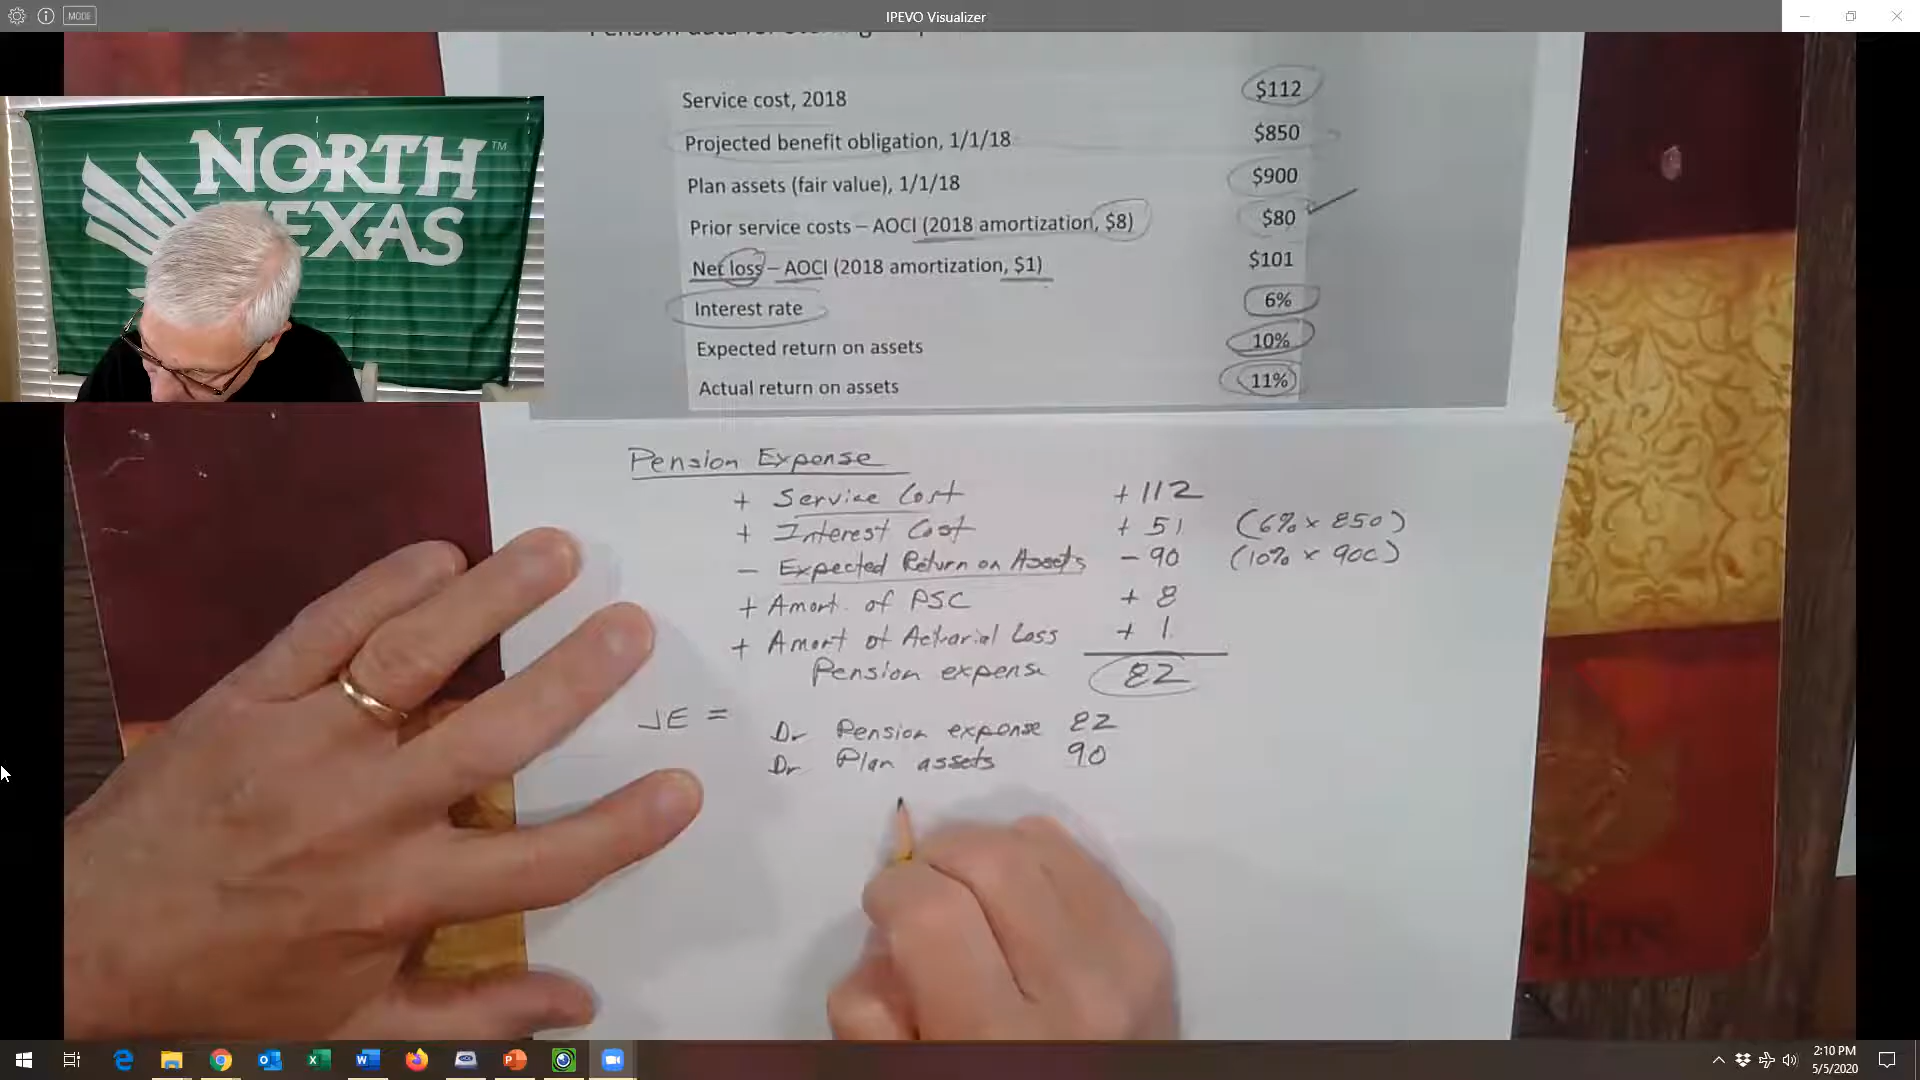 MODE
IPEVO Visualizer
NORTH TEXAS™
Service cost, 2018 $112
Projected benefit obligation, 1/1/18 $850
Plan assets (fair value), 1/1/18 $900
Prior service costs – AOCI (2018 amortization, $8) $80
Net loss – AOCI (2018 amortization, $1) $101
Interest rate 6%
Expected return on assets 10%
Actual return on assets 11%
Pension Expense
+ Service Cost + 112
+ Interest Cost + 51 (6% × 850)
– Expected Return on Assets – 90 (10% × 900)
+ Amort. of PSC + 8
+ Amort of Actuarial Loss + 1
Pension expense 82
JE =
Dr Pension expense 82
Dr Plan assets 90
2:10 PM
5/5/2020